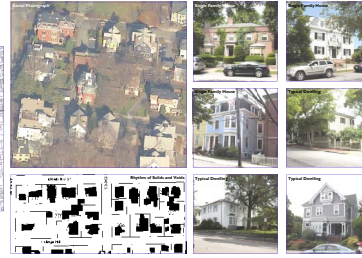 Aerial Photograph
Single Family House
Single Family House
Single Family House
Typical Dwelling
Rhythm of Solids and Voids
Typical Dwelling
Typical Dwelling